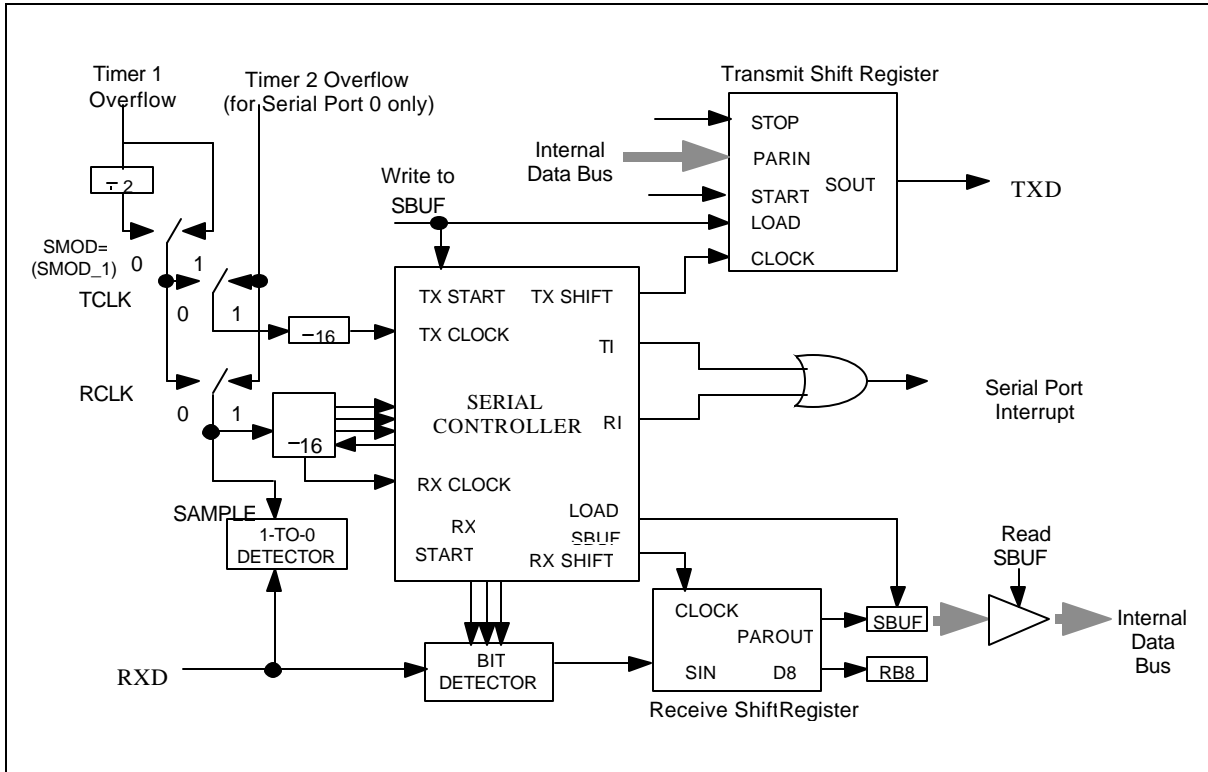 Timer 1
Overflow
Timer 2 Overflow
(for Serial Port 0 only)
Transmit Shift Register
STOP
Internal
Data Bus
PARIN
SOUT
TXD
÷ 2
Write to
SBUF
START
LOAD
CLOCK
SMOD=
(SMOD_1)
0
1
TCLK
0
1
TX START
TX SHIFT
16
TX CLOCK
TI
RCLK
0
1
SERIAL
CONTROLLER
RI
Serial Port
Interrupt
16
RX CLOCK
SAMPLE
1-TO-0
DETECTOR
RX
START
LOAD
SBUF
RX SHIFT
Read
SBUF
CLOCK
PAROUT
SIN
D8
SBUF
RB8
Internal
Data
Bus
RXD
BIT
DETECTOR
Receive ShiftRegister